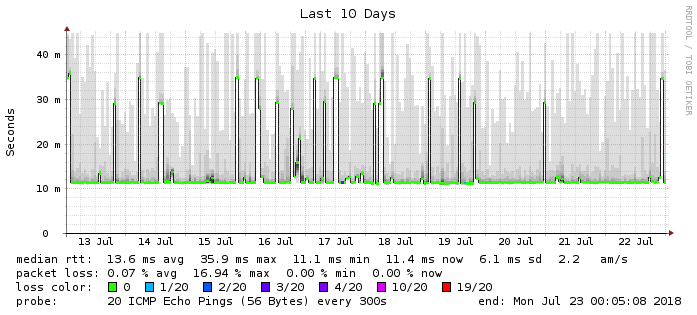 Last 10 Days
RRDTOOL / TOBI OETIKER
Seconds
40 m
30 m
20 m
10 m
0
13 Jul 14 Jul 15 Jul 16 Jul 17 Jul 18 Jul 19 Jul 20 Jul 21 Jul 22 Jul
median rtt: 13.6 ms avg 35.9 ms max 11.1 ms min 11.4 ms now 6.1 ms sd 2.2 am/s
packet loss: 0.07 % avg 16.94 % max 0.00 % min 0.00 % now
loss color: 0 1/20 2/20 3/20 4/20 10/20 19/20
probe: 20 ICMP Echo Pings (56 Bytes) every 300s end: Mon Jul 23 00:05:08 2018